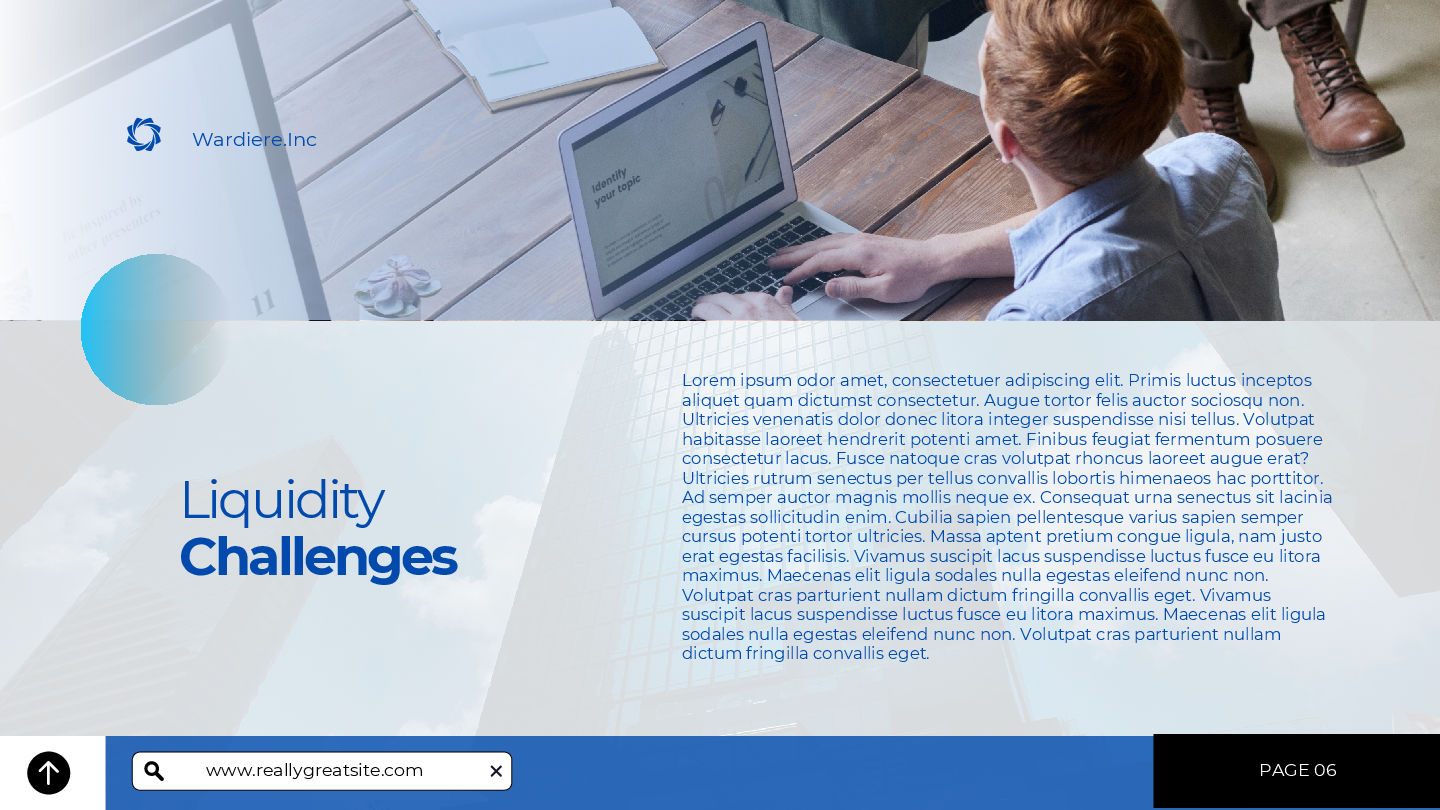 Wardiere.Inc
Identify
your topic
be inspired by
other presenters
11
Liquidity
Challenges
Lorem ipsum odor amet, consectetuer adipiscing elit. Primis luctus inceptos
aliquet quam dictumst consectetur. Augue tortor felis auctor sociosqu non.
Ultricies venenatis dolor donec litora integer suspendisse nisi tellus. Volutpat
habitasse laoreet hendrerit potenti amet. Finibus feugiat fermentum posuere
consectetur lacus. Fusce natoque cras volutpat rhoncus laoreet augue erat?
Ultricies rutrum senectus per tellus convallis lobortis himenaeos hac porttitor.
Ad semper auctor magnis mollis neque ex. Consequat urna senectus sit lacinia
egestas sollicitudin enim. Cubilia sapien pellentesque varius sapien semper
cursus potenti tortor ultricies. Massa aptent pretium congue ligula, nam justo
erat egestas facilisis. Vivamus suscipit lacus suspendisse luctus fusce eu litora
maximus. Maecenas elit ligula sodales nulla egestas eleifend nunc non.
Volutpat cras parturient nullam dictum fringilla convallis eget. Vivamus
suscipit lacus suspendisse luctus fusce eu litora maximus. Maecenas elit ligula
sodales nulla egestas eleifend nunc non. Volutpat cras parturient nullam
dictum fringilla convallis eget.
www.reallygreatsite.com
PAGE 06